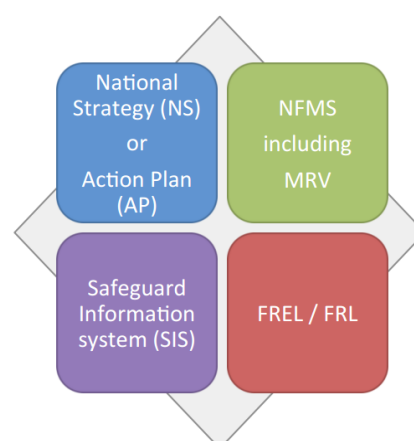 National
Strategy (NS)
or
Action Plan
(AP)
NFMS
including
MRV
Safeguard
Information
system (SIS)
FREL / FRL